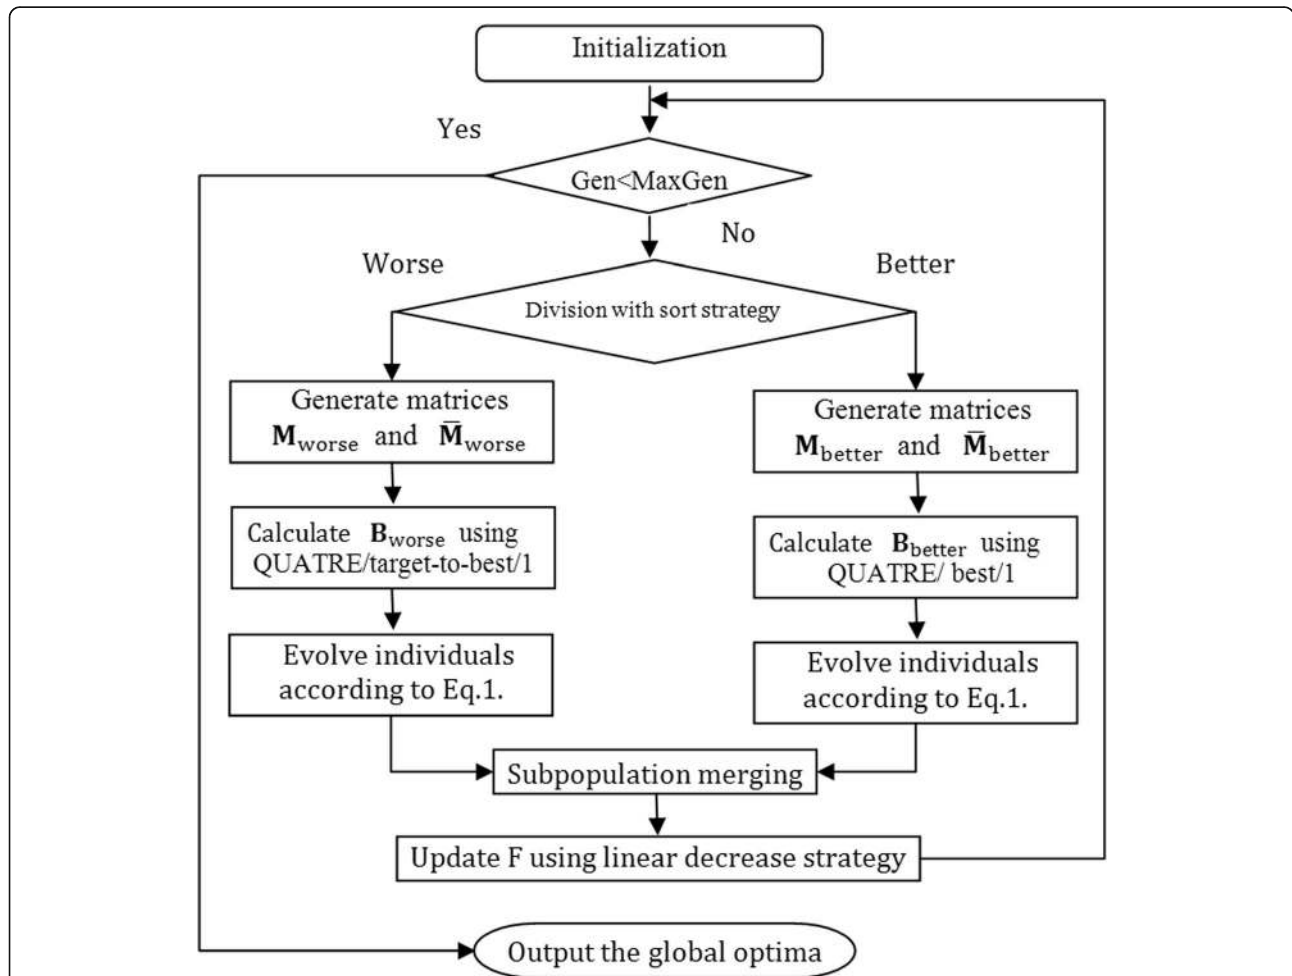 Initialization
Yes
Gen<MaxGen
No
Worse
Better
Division with sort strategy
Generate matrices
M_worse and M̅_worse
Generate matrices
M_better and M̅_better
Calculate B_worse using
QUATRE/target-to-best/1
Calculate B_better using
QUATRE/ best/1
Evolve individuals
according to Eq.1.
Evolve individuals
according to Eq.1.
Subpopulation merging
Update F using linear decrease strategy
Output the global optima